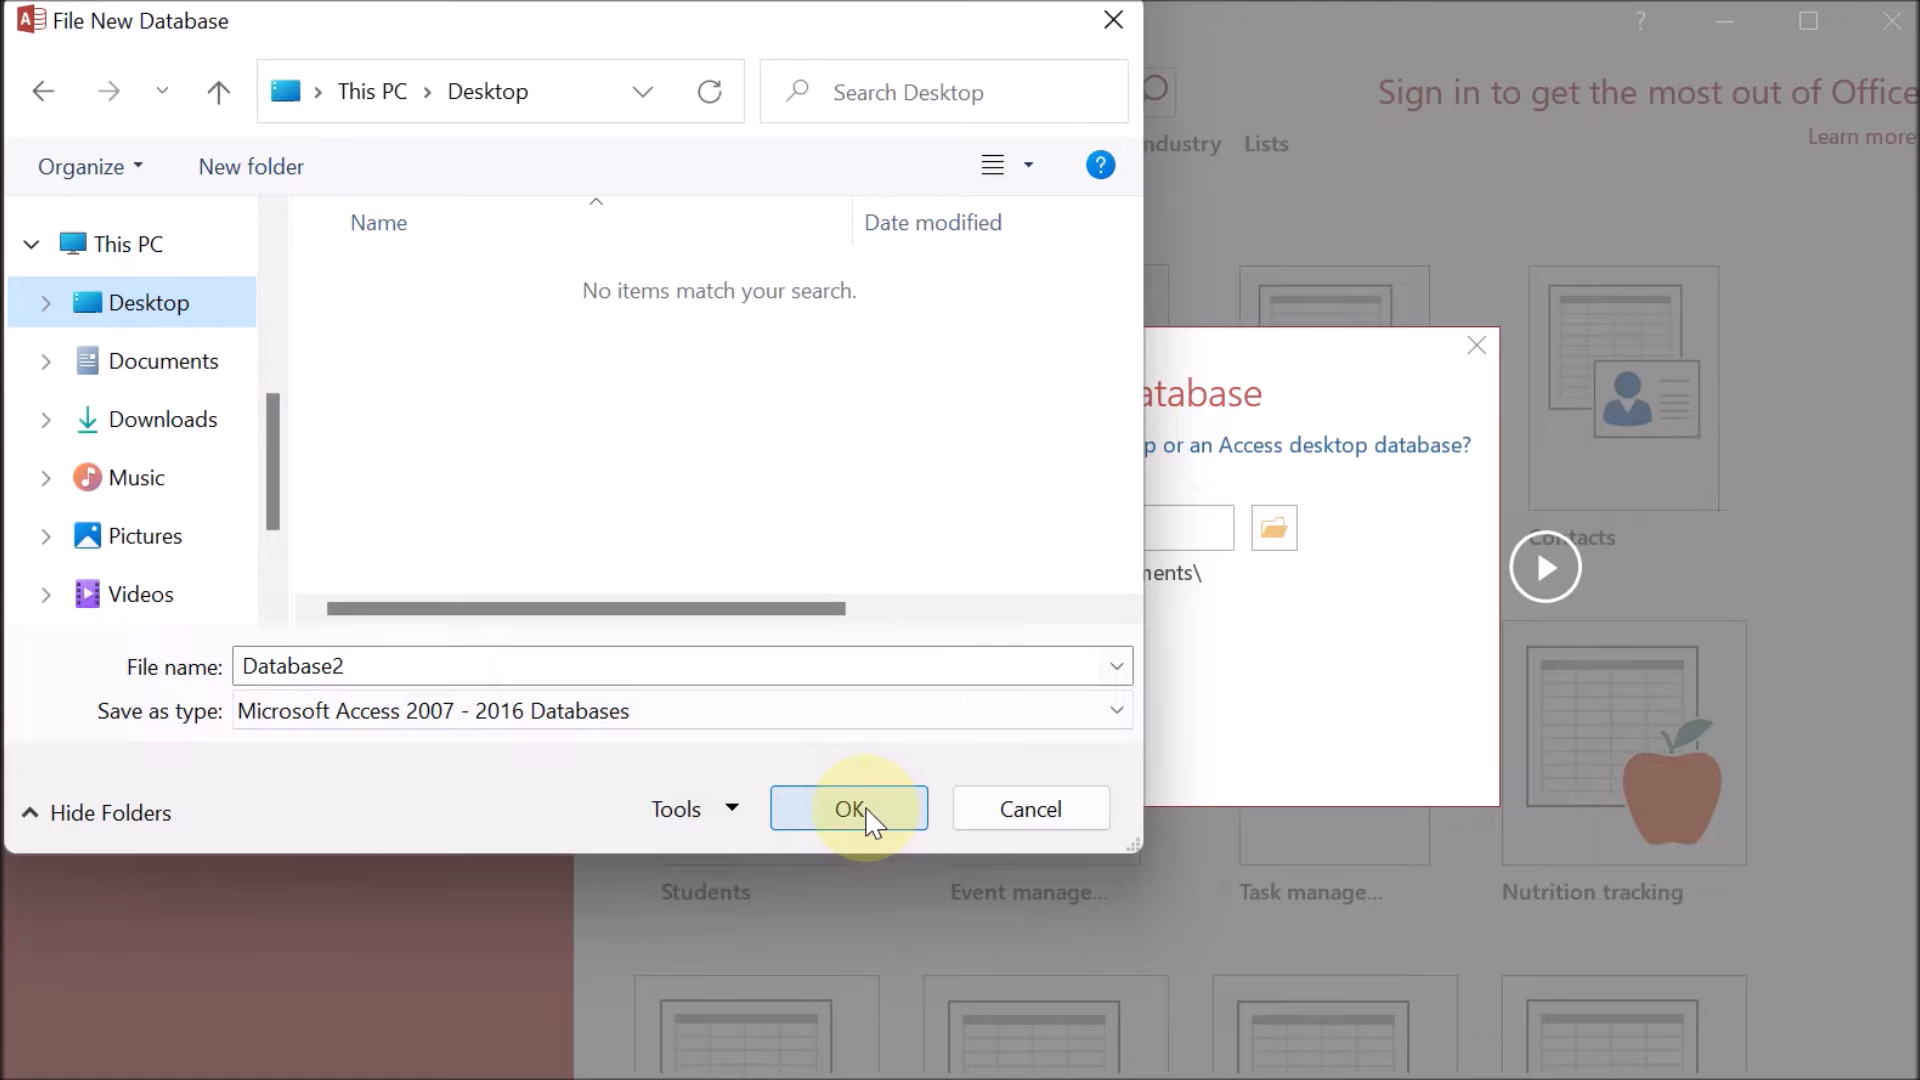 File New Database
?
This PC > Desktop
Search Desktop
Sign in to get the most out of Office
Learn more
Industry Lists
Organize
New folder
?
Name
Date modified
This PC
No items match your search.
Desktop
Documents
Downloads
Music
Pictures
Videos
atabase
p or an Access desktop database?
ments\
Contacts
File name: Database2
Save as type: Microsoft Access 2007 - 2016 Databases
Hide Folders
Tools
OK
Cancel
Students
Event manage...
Task manage...
Nutrition tracking